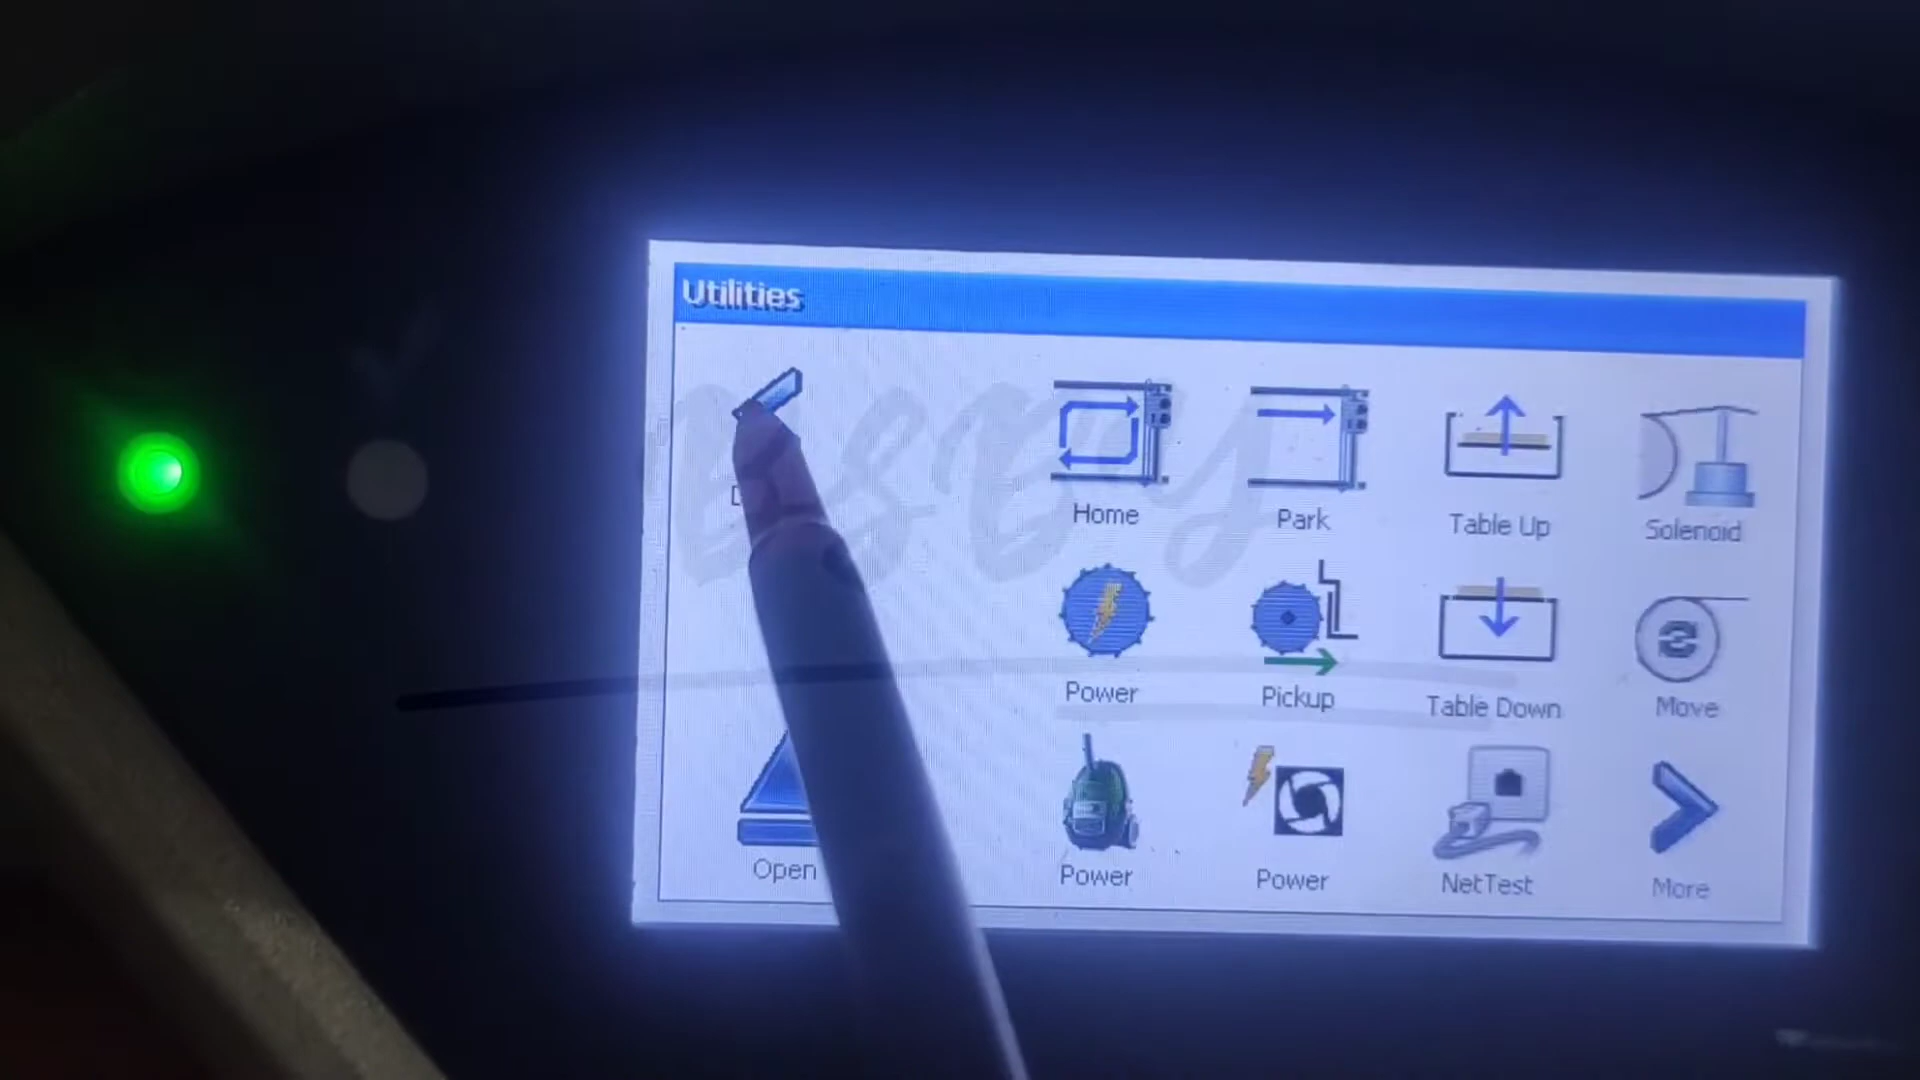 Utilities
Home
Park
Table Up
Solenoid
Power
Pickup
Table Down
Move
Open
Power
Power
NetTest
More